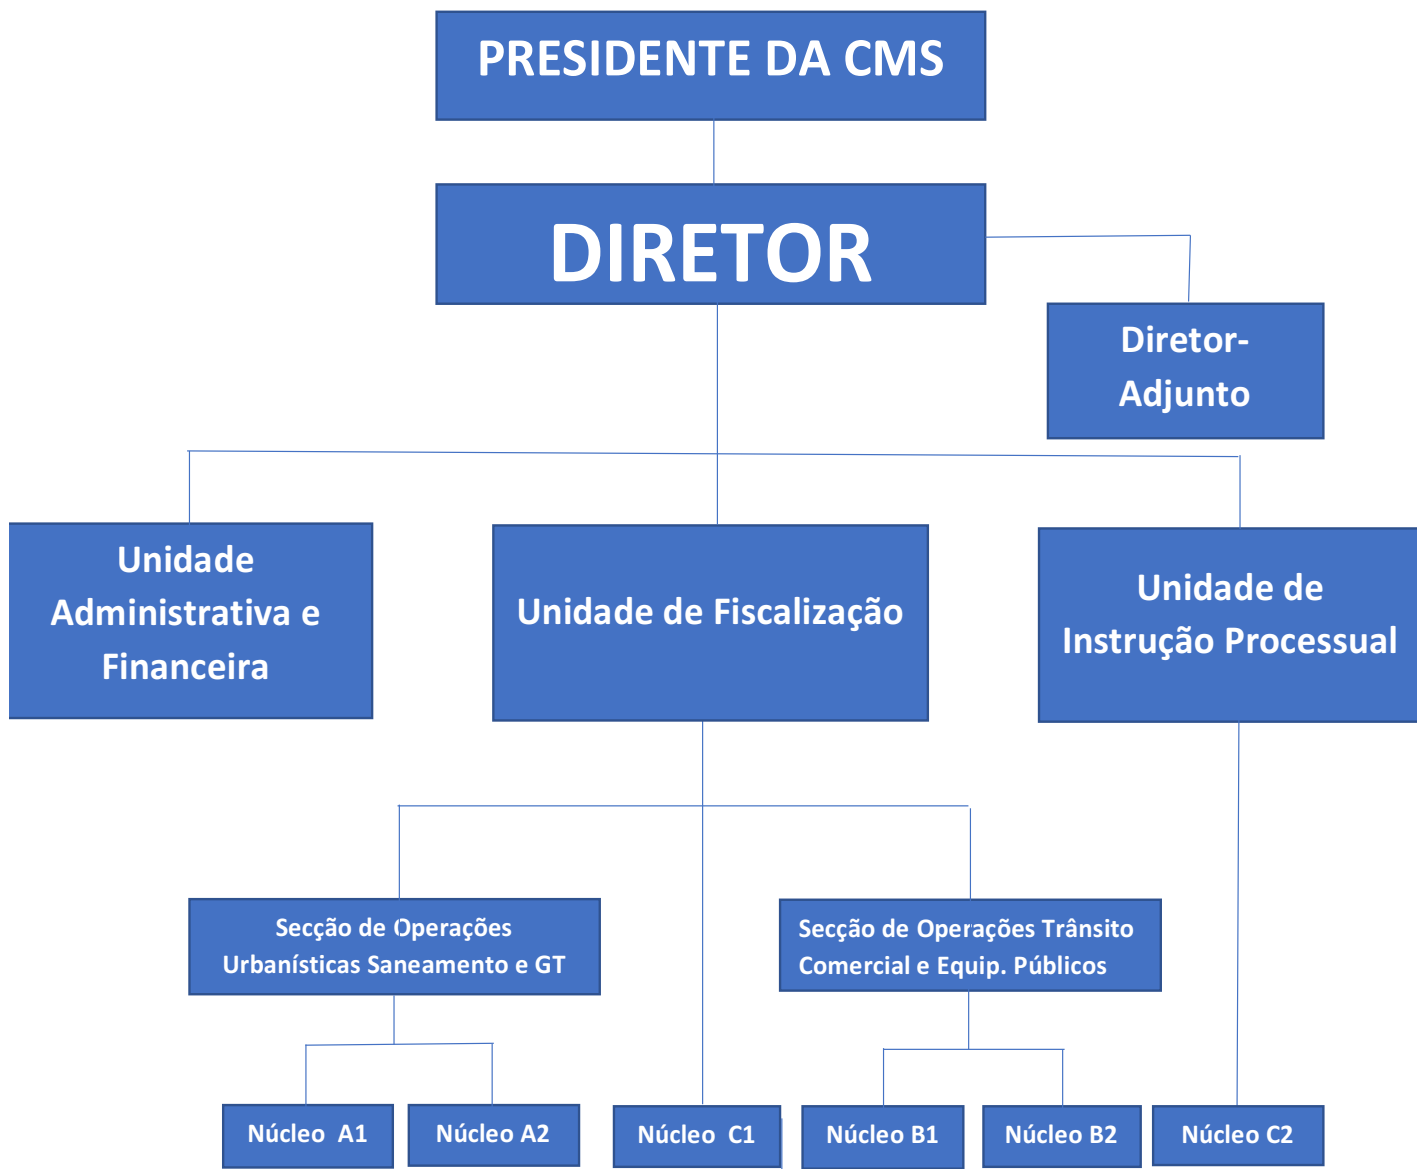 PRESIDENTE DA CMS
DIRETOR
Diretor-
Adjunto
Unidade
Administrativa e
Financeira
Unidade de Fiscalização
Unidade de
Instrução Processual
Secção de Operações
Urbanísticas Saneamento e GT
Secção de Operações Trânsito
Comercial e Equip. Públicos
Núcleo A1
Núcleo A2
Núcleo C1
Núcleo B1
Núcleo B2
Núcleo C2